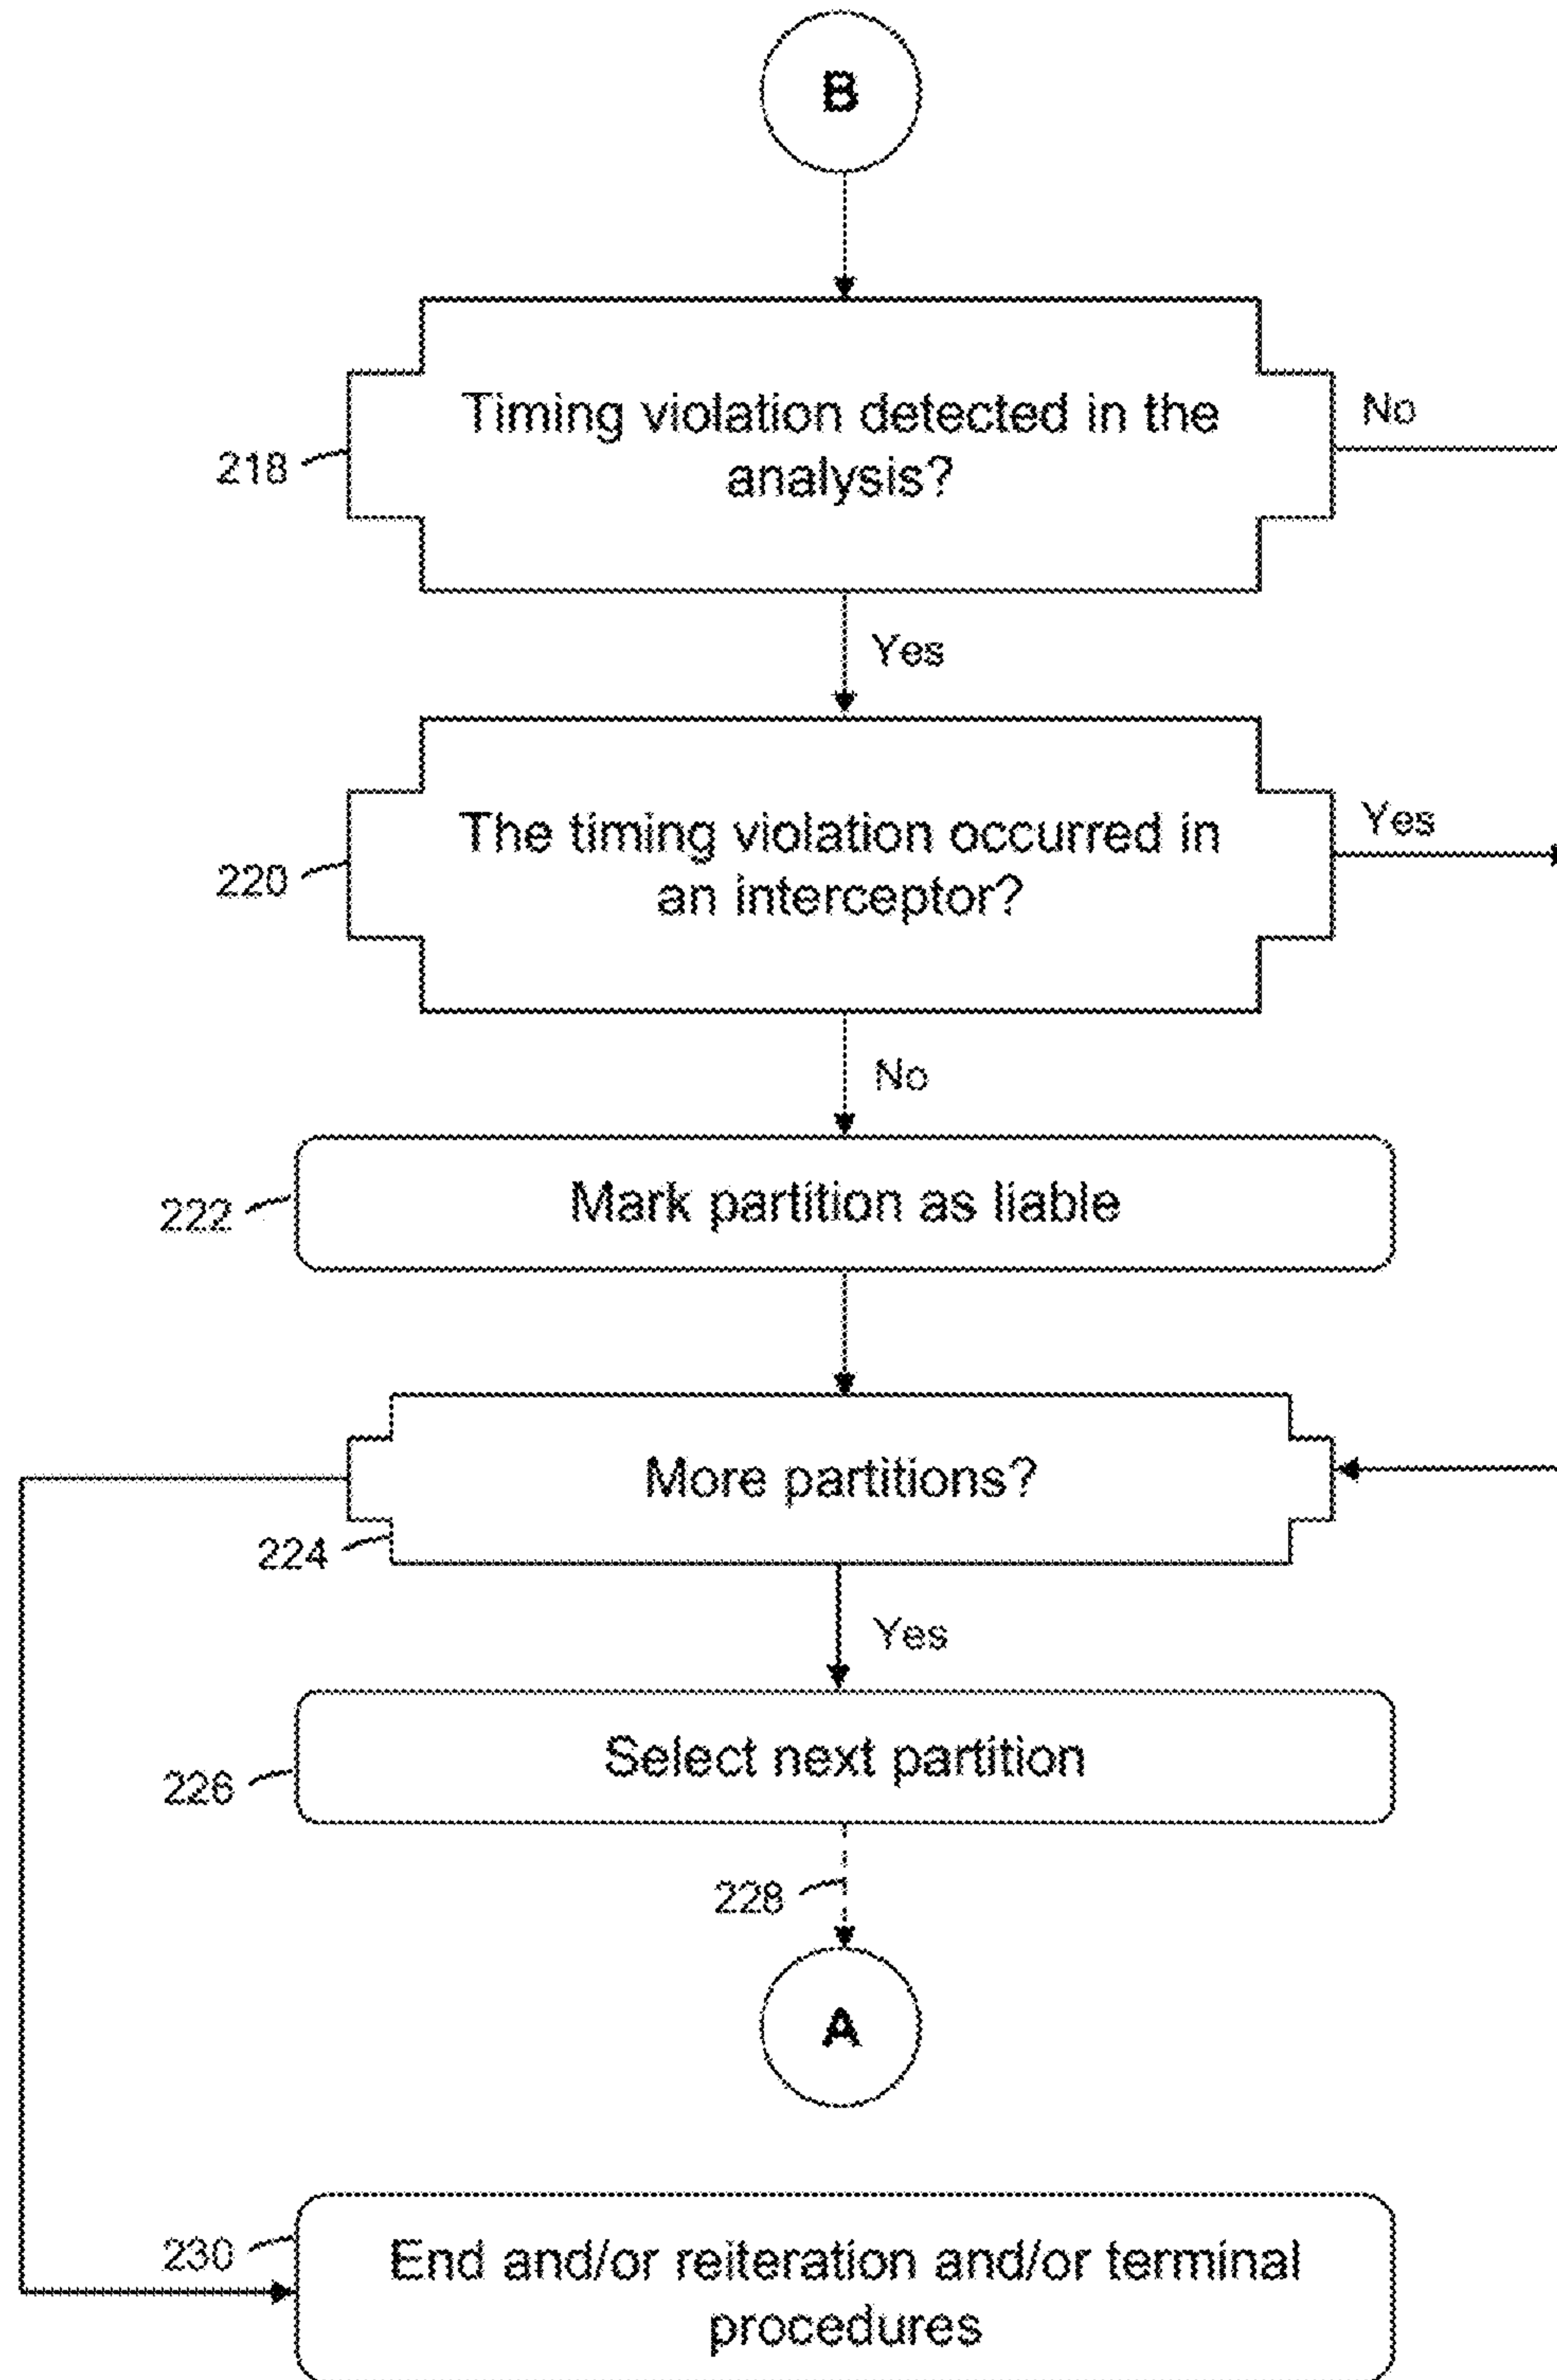 B
Timing violation detected in the
analysis?
No
218
Yes
The timing violation occurred in
an interceptor?
Yes
220
No
Mark partition as liable
222
More partitions?
224
Yes
Select next partition
226
228
A
230
End and/or reiteration and/or terminal
procedures